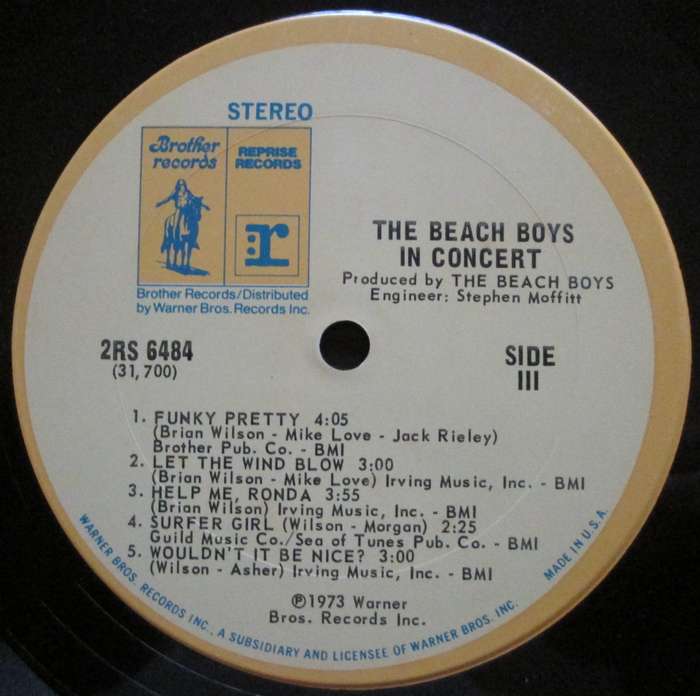 STEREO
Brother
records
REPRISE
RECORDS
r
Brother Records/Distributed
by Warner Bros. Records Inc.
THE BEACH BOYS
IN CONCERT
Produced by THE BEACH BOYS
Engineer: Stephen Moffitt
2RS 6484
(31,700)
SIDE
III
1. FUNKY PRETTY 4:05
(Brian Wilson - Mike Love - Jack Rieley)
Brother Pub. Co. - BMI
2. LET THE WIND BLOW 3:00
(Brian Wilson - Mike Love) Irving Music, Inc. - BMI
3. HELP ME, RONDA 3:55
(Brian Wilson) Irving Music, Inc. - BMI
4. SURFER GIRL (Wilson - Morgan) 2:25
Guild Music Co./Sea of Tunes Pub. Co. - BMI
5. WOULDN'T IT BE NICE? 3:00
(Wilson - Asher) Irving Music, Inc. - BMI
℗1973 Warner
Bros. Records Inc.
WARNER BROS. RECORDS INC., A SUBSIDIARY AND LICENSEE OF WARNER BROS. INC.
MADE IN U.S.A.